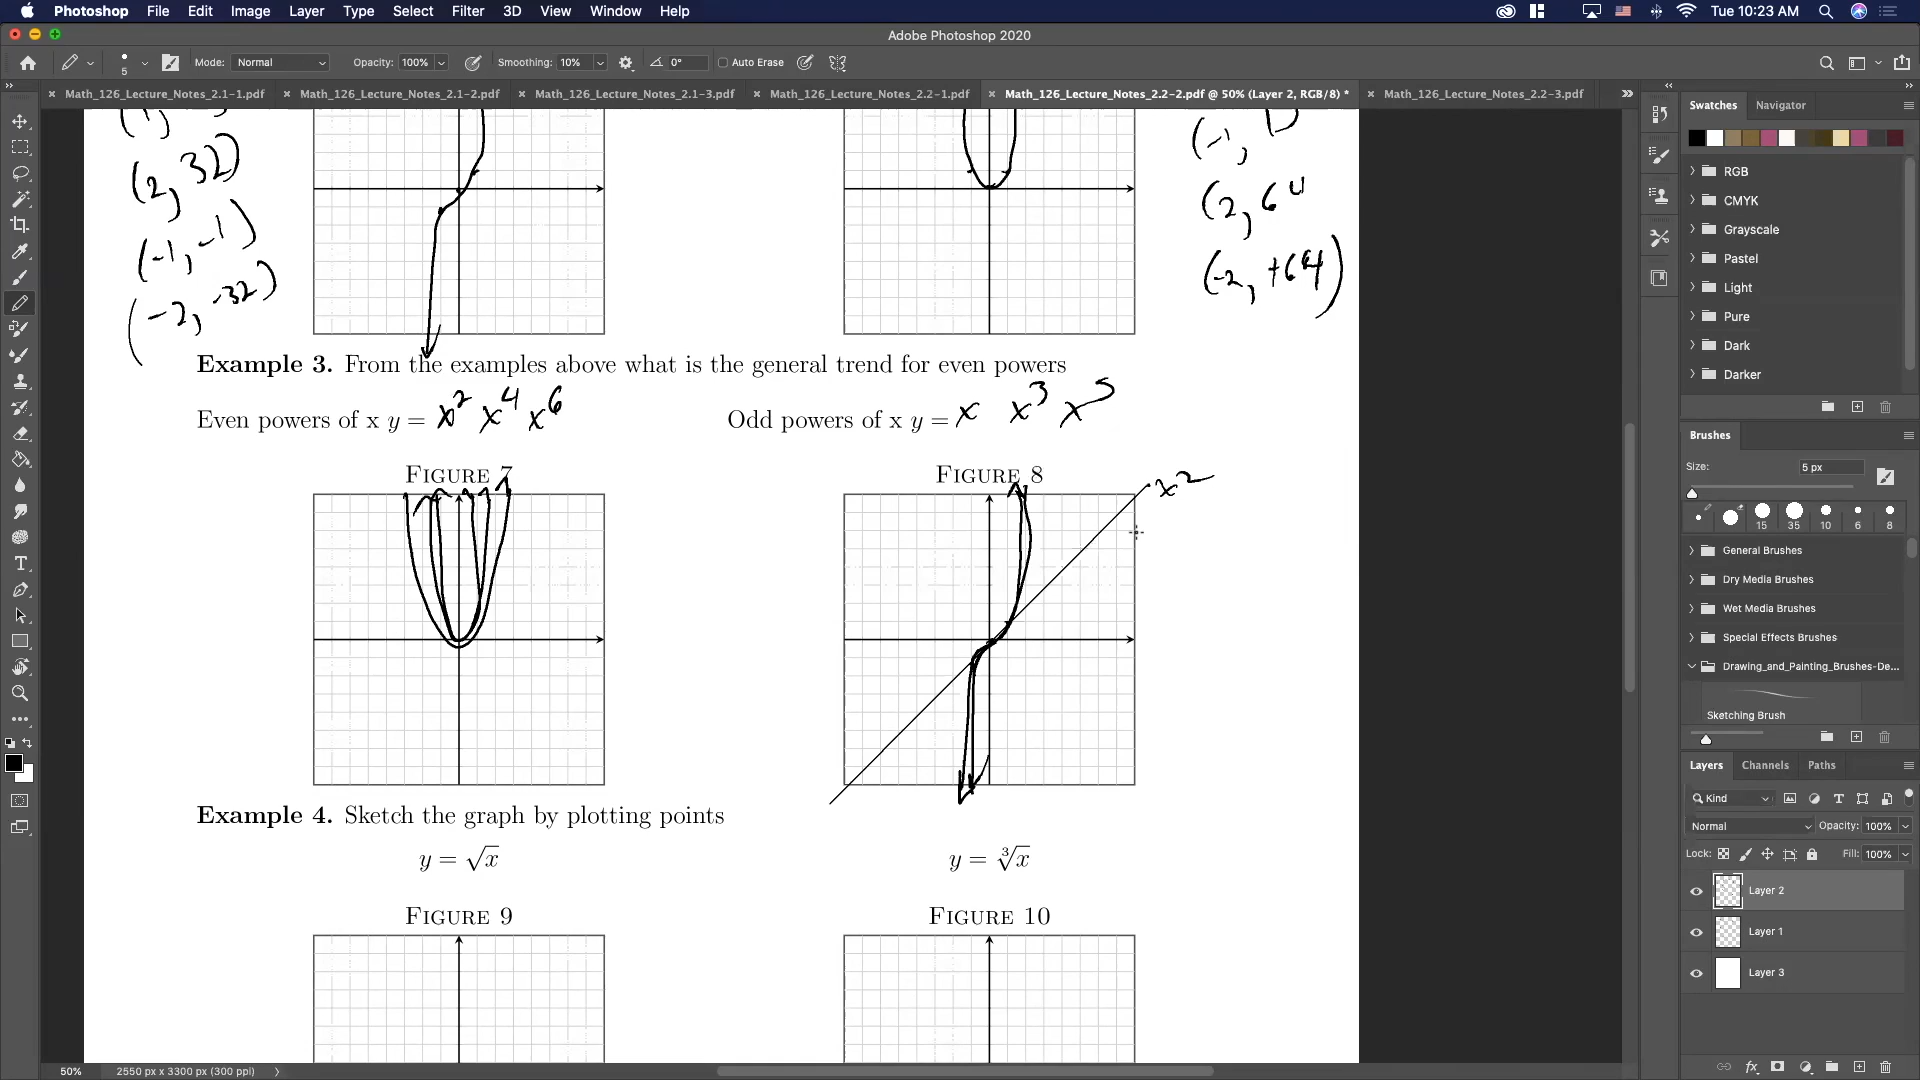 Photoshop File Edit Image Layer Type Select Filter 3D View Window Help Tue 10:23 AM
Adobe Photoshop 2020
5 Mode: Normal Opacity: 100% Smoothing: 10% 0° Auto Erase
Math_126_Lecture_Notes_2.1-1.pdf Math_126_Lecture_Notes_2.1-2.pdf Math_126_Lecture_Notes_2.1-3.pdf Math_126_Lecture_Notes_2.2-1.pdf Math_126_Lecture_Notes_2.2-2.pdf @ 50% (Layer 2, RGB/8) * Math_126_Lecture_Notes_2.2-3.pdf
(2, 32)
(-1, -1)
(-2, -32)
(-1, 1)
(2, 64
(-2, +64)
Example 3. From the examples above what is the general trend for even powers
Even powers of x y = x² x⁴ x⁶ Odd powers of x y = x x³ x⁵
Figure 7 Figure 8
x²
Example 4. Sketch the graph by plotting points
y = √x y = ∛x
Figure 9 Figure 10
50% 2550 px x 3300 px (300 ppi)
Swatches Navigator
RGB
CMYK
Grayscale
Pastel
Light
Pure
Dark
Darker
Brushes
Size: 5 px
15 35 10 6 8
General Brushes
Dry Media Brushes
Wet Media Brushes
Special Effects Brushes
Drawing_and_Painting_Brushes-De...
Sketching Brush
Layers Channels Paths
Kind
Normal Opacity: 100%
Lock: Fill: 100%
Layer 2
Layer 1
Layer 3